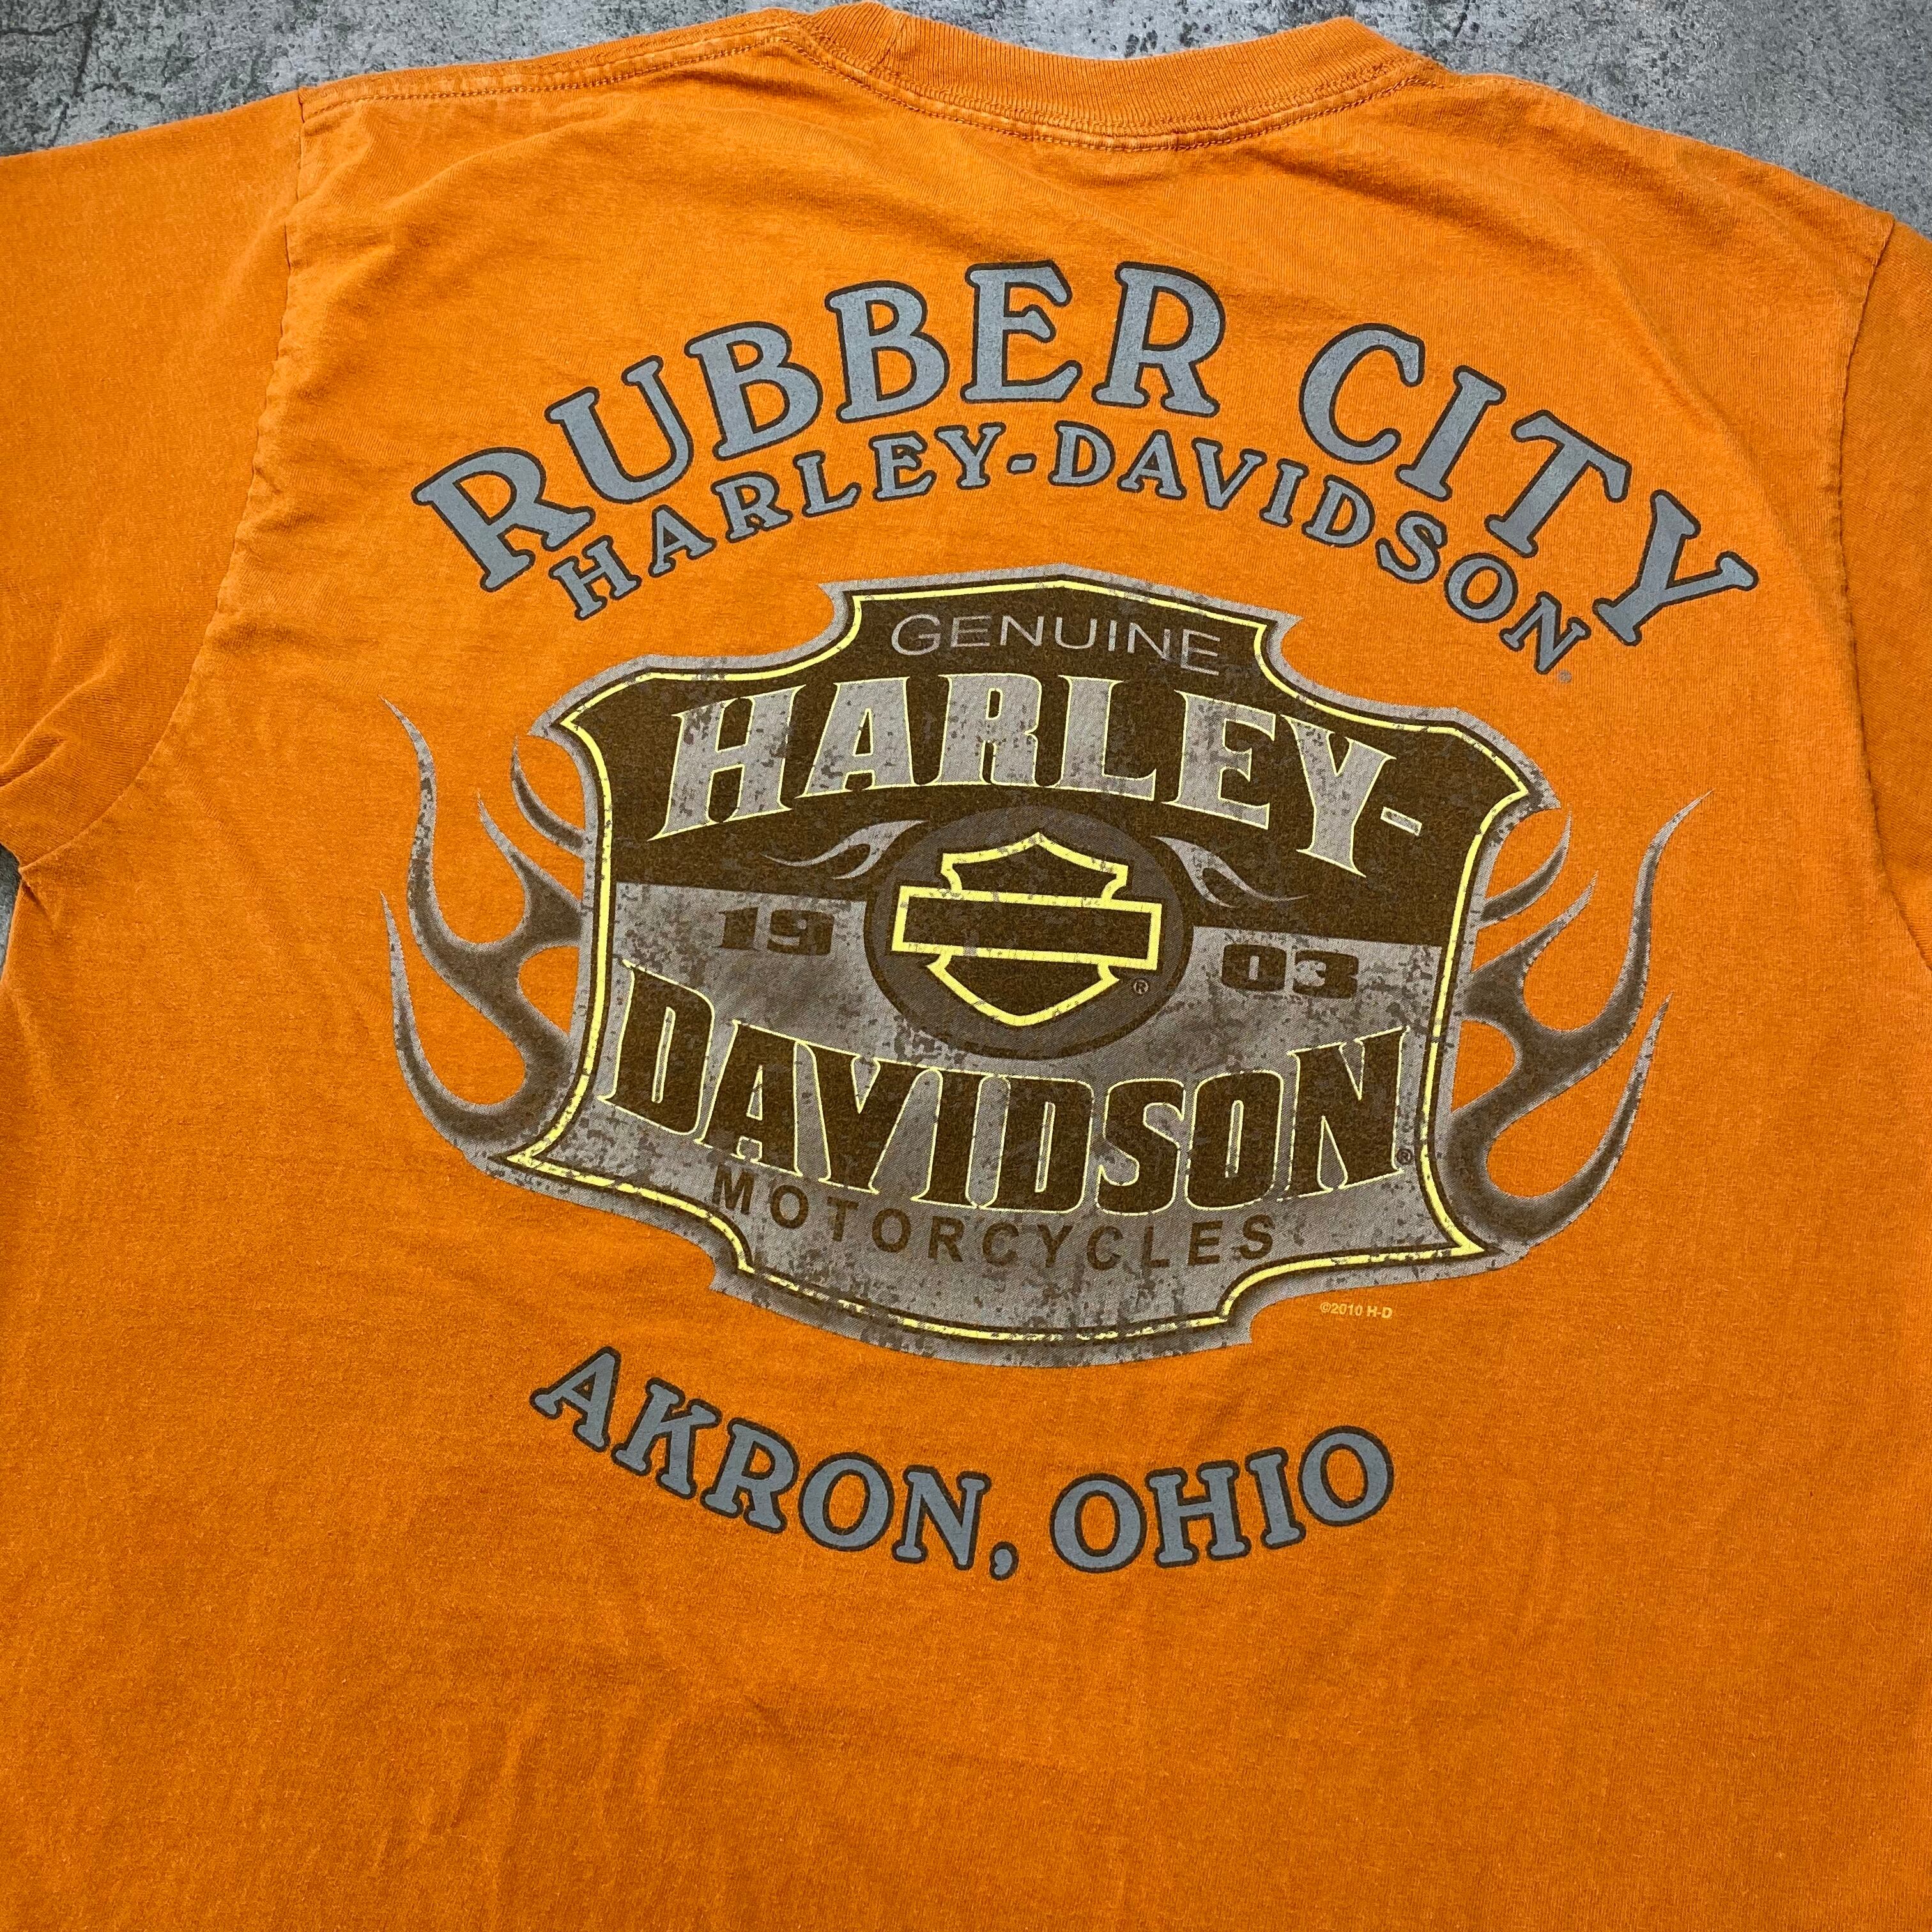 RUBBER CITY
HARLEY-DAVIDSON®
GENUINE
HARLEY-
19 03
®
DAVIDSON®
MOTORCYCLES
©2010 H-D
AKRON, OHIO